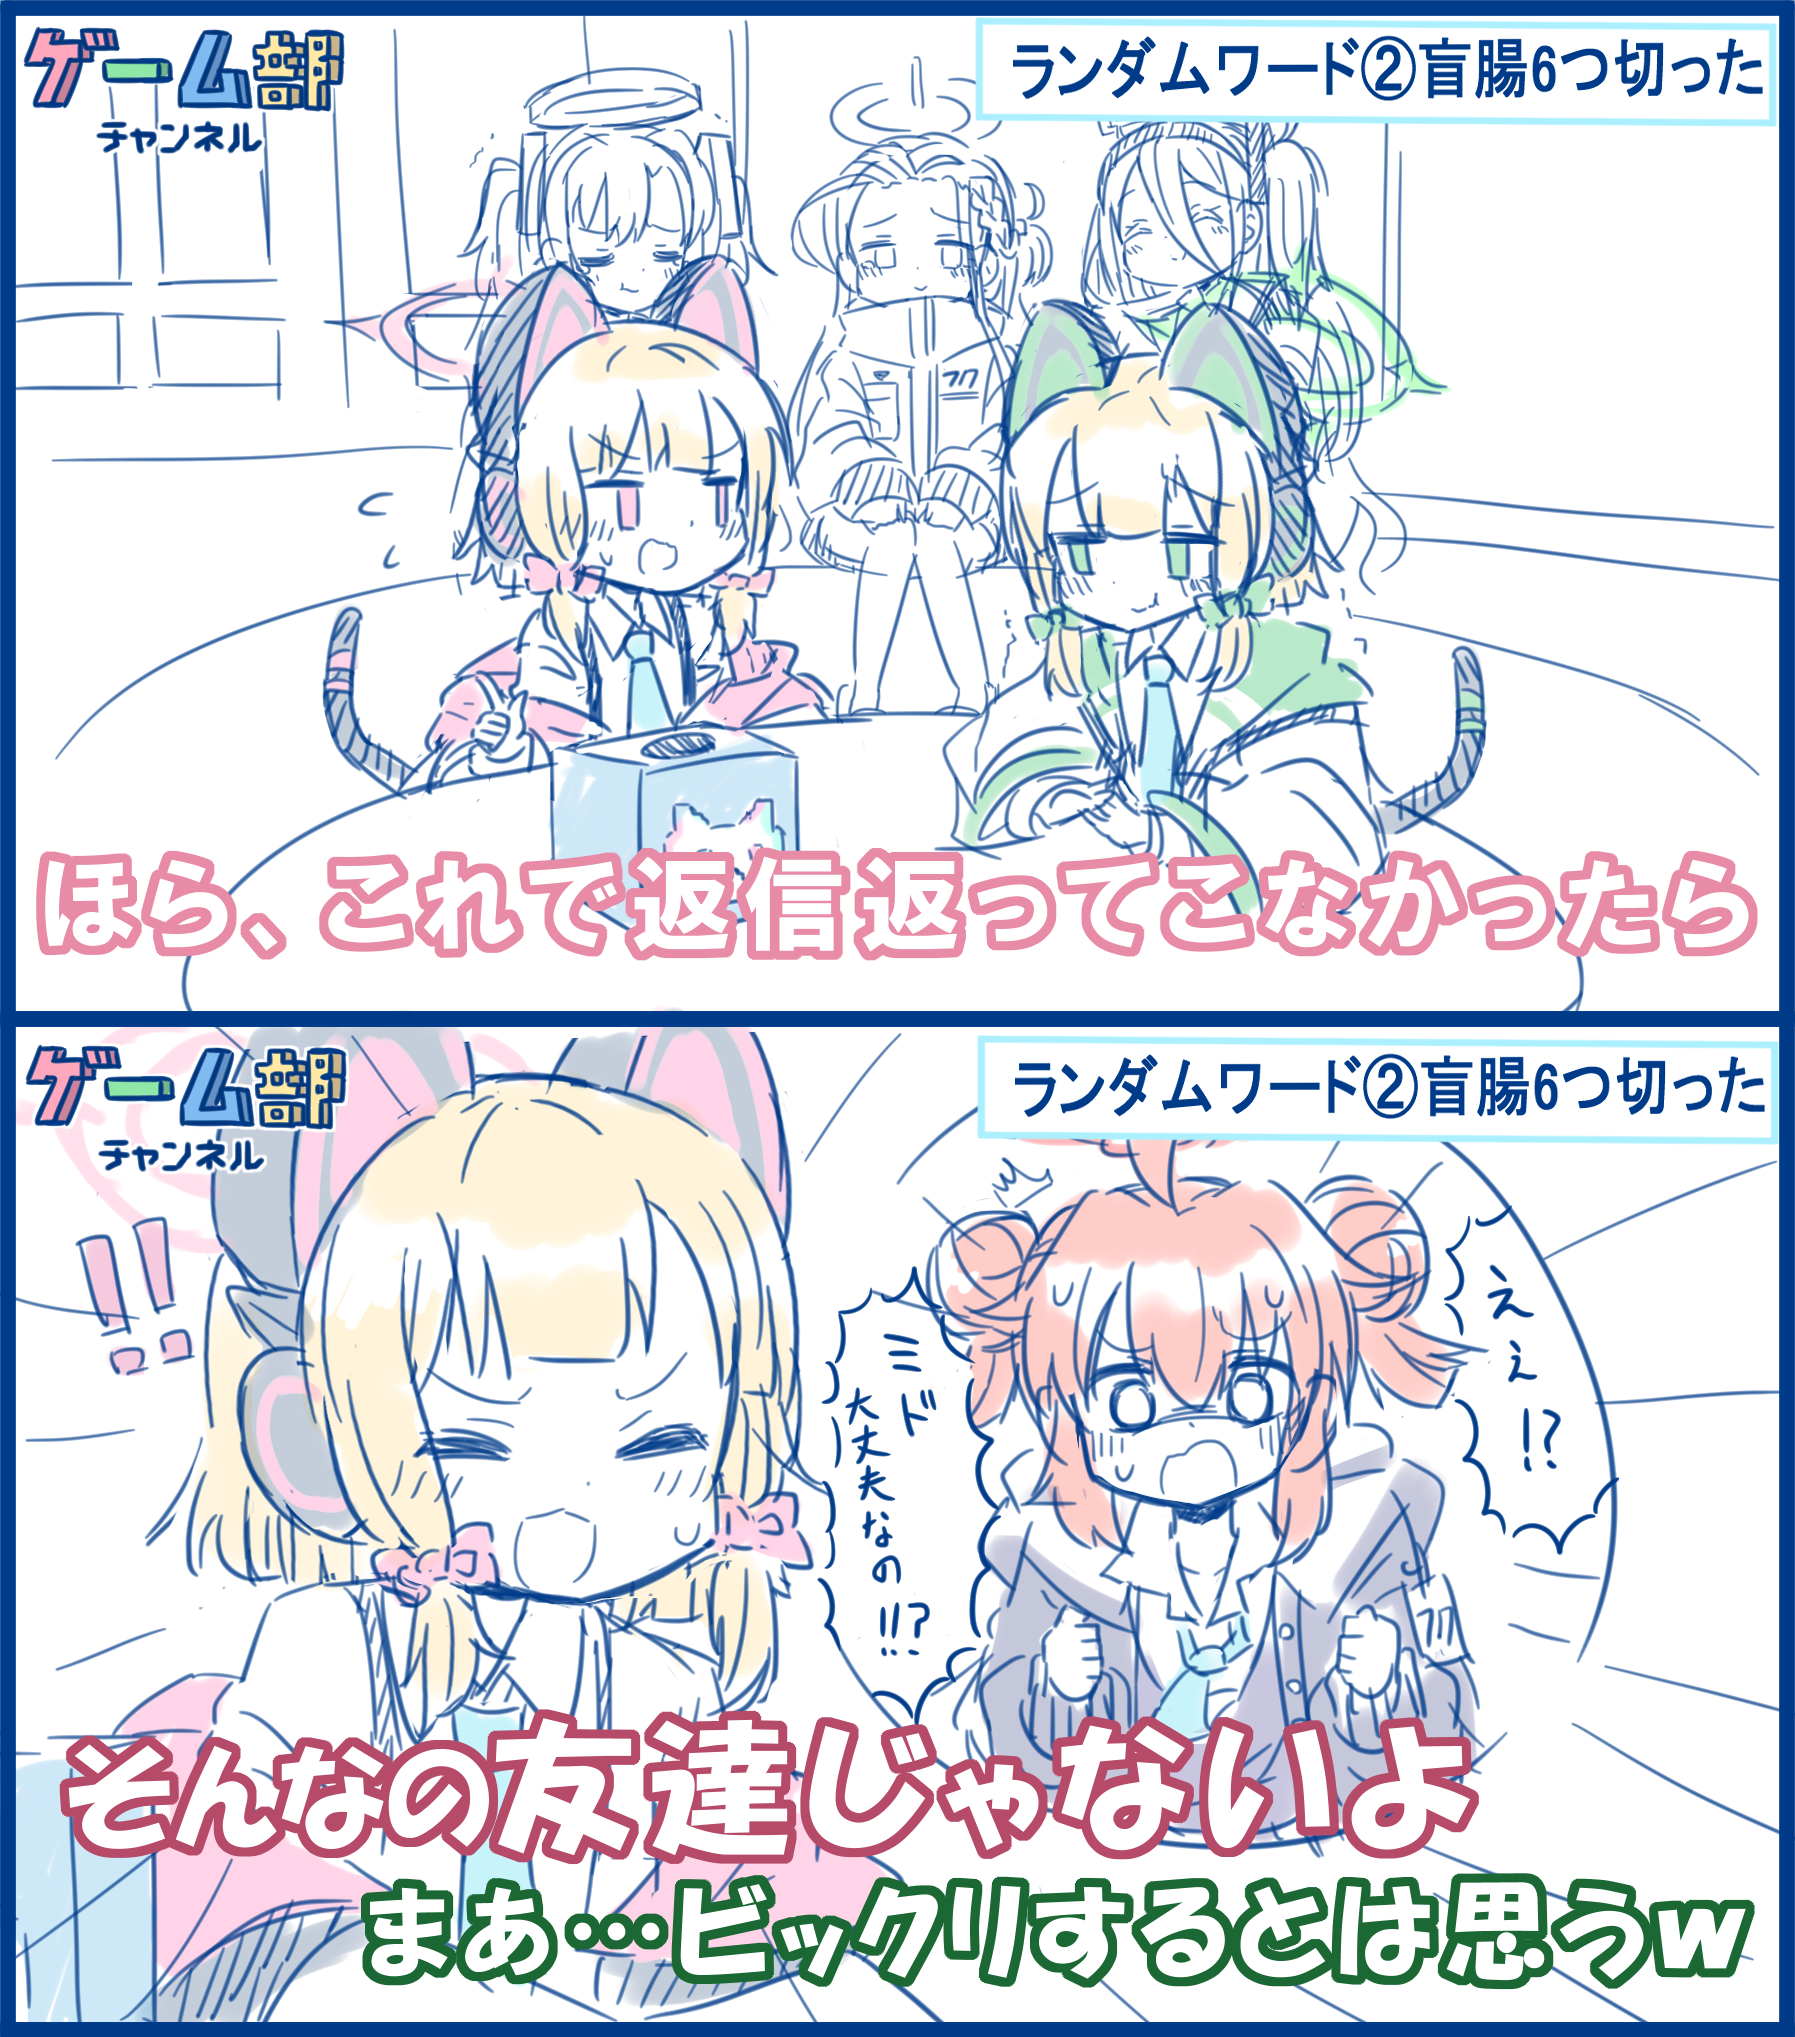 ゲーム部
チャンネル
ランダムワード②盲腸6つ切った
ほら、これで返信返ってこなかったら
ゲーム部
チャンネル
ランダムワード②盲腸6つ切った
!!
ええ!?
ミド
大丈夫なの!!?
そんなの友達じゃないよ
まぁ…ビックリするとは思うw